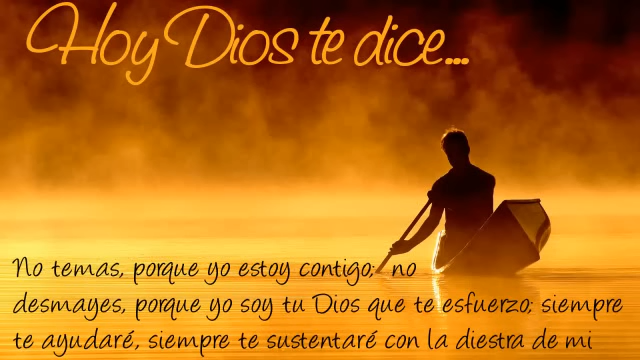 Hoy Dios te dice...
No temas, porque yo estoy contigo; no
desmayes, porque yo soy tu Dios que te esfuerzo; siempre
te ayudaré, siempre te sustentaré con la diestra de mi